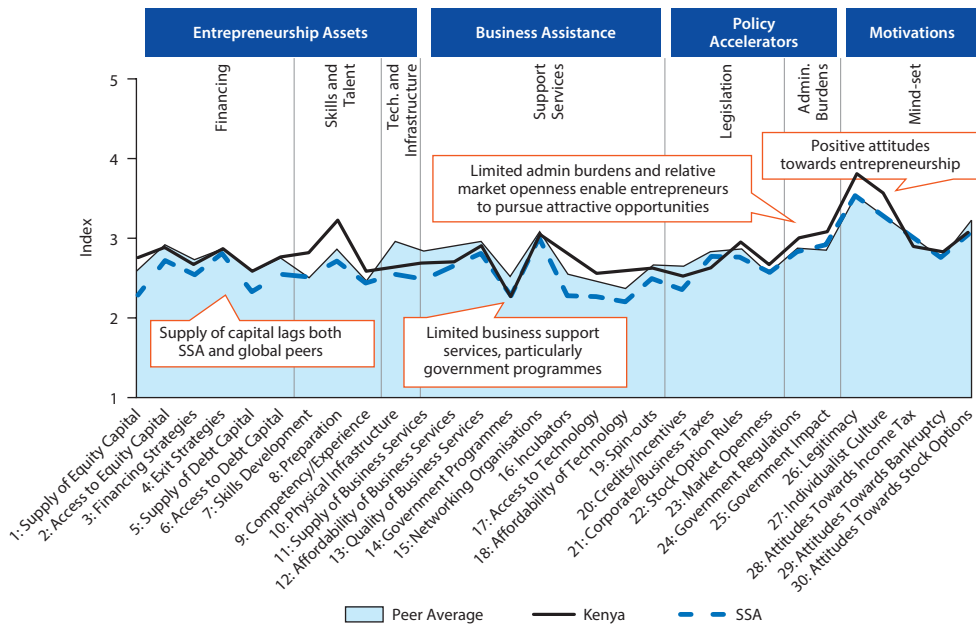 Entrepreneurship Assets
Business Assistance
Policy
Accelerators
Motivations
Financing
Skills and
Talent
Tech. and
Infrastructure
Support
Services
Legislation
Admin.
Burdens
Mind-set
5
4
3
2
1
Index
Positive attitudes
towards entrepreneurship
Limited admin burdens and relative
market openness enable entrepreneurs
to pursue attractive opportunities
Supply of capital lags both
SSA and global peers
Limited business support
services, particularly
government programmes
1: Supply of Equity Capital
2: Access to Equity Capital
3: Financing Strategies
4: Exit Strategies
5: Supply of Debt Capital
6: Access to Debt Capital
7: Skills Development
8: Preparation
9: Competency/Experience
10: Physical Infrastructure
11: Supply of Business Services
12: Affordability of Business Services
13: Quality of Business Services
14: Government Programmes
15: Networking Organisations
16: Incubators
17: Access to Technology
18: Affordability of Technology
19: Spin-outs
20: Credits/Incentives
21: Corporate/Business Taxes
22: Stock Option Rules
23: Market Openness
24: Government Regulations
25: Government Impact
26: Legitimacy
27: Individualist Culture
28: Attitudes Towards Income Tax
29: Attitudes Towards Bankruptcy
30: Attitudes Towards Stock Options
Peer Average
Kenya
SSA